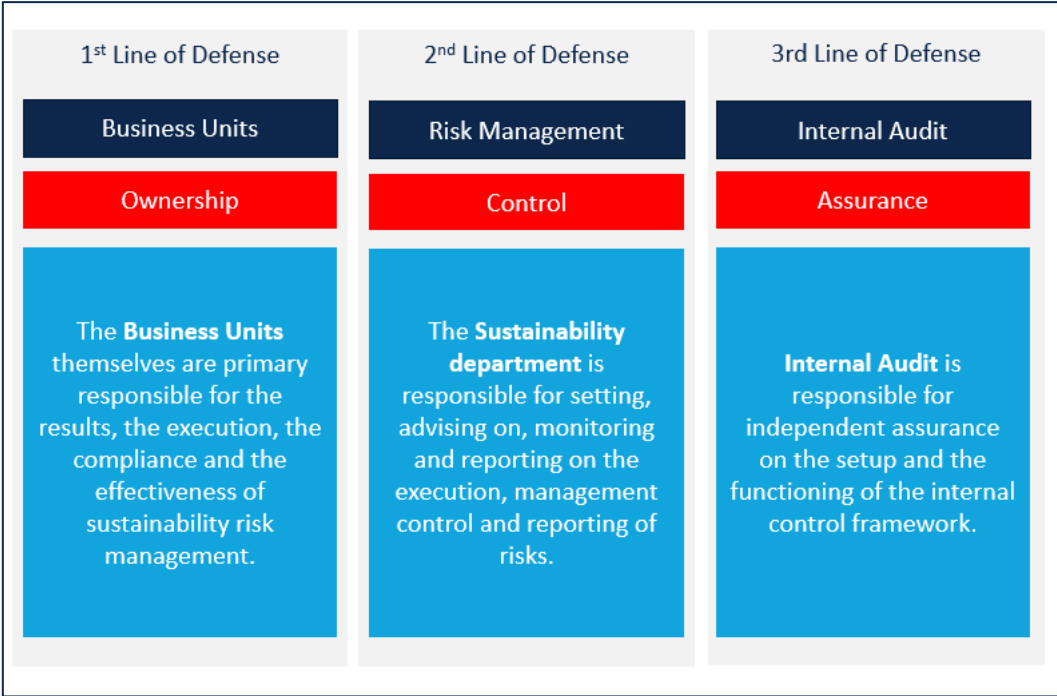 1st Line of Defense
Business Units
Ownership
The Business Units
themselves are primary
responsible for the
results, the execution, the
compliance and the
effectiveness of
sustainability risk
management.
2nd Line of Defense
Risk Management
Control
The Sustainability
department is
responsible for setting,
advising on, monitoring
and reporting on the
execution, management
control and reporting of
risks.
3rd Line of Defense
Internal Audit
Assurance
Internal Audit is
responsible for
independent assurance
on the setup and the
functioning of the internal
control framework.